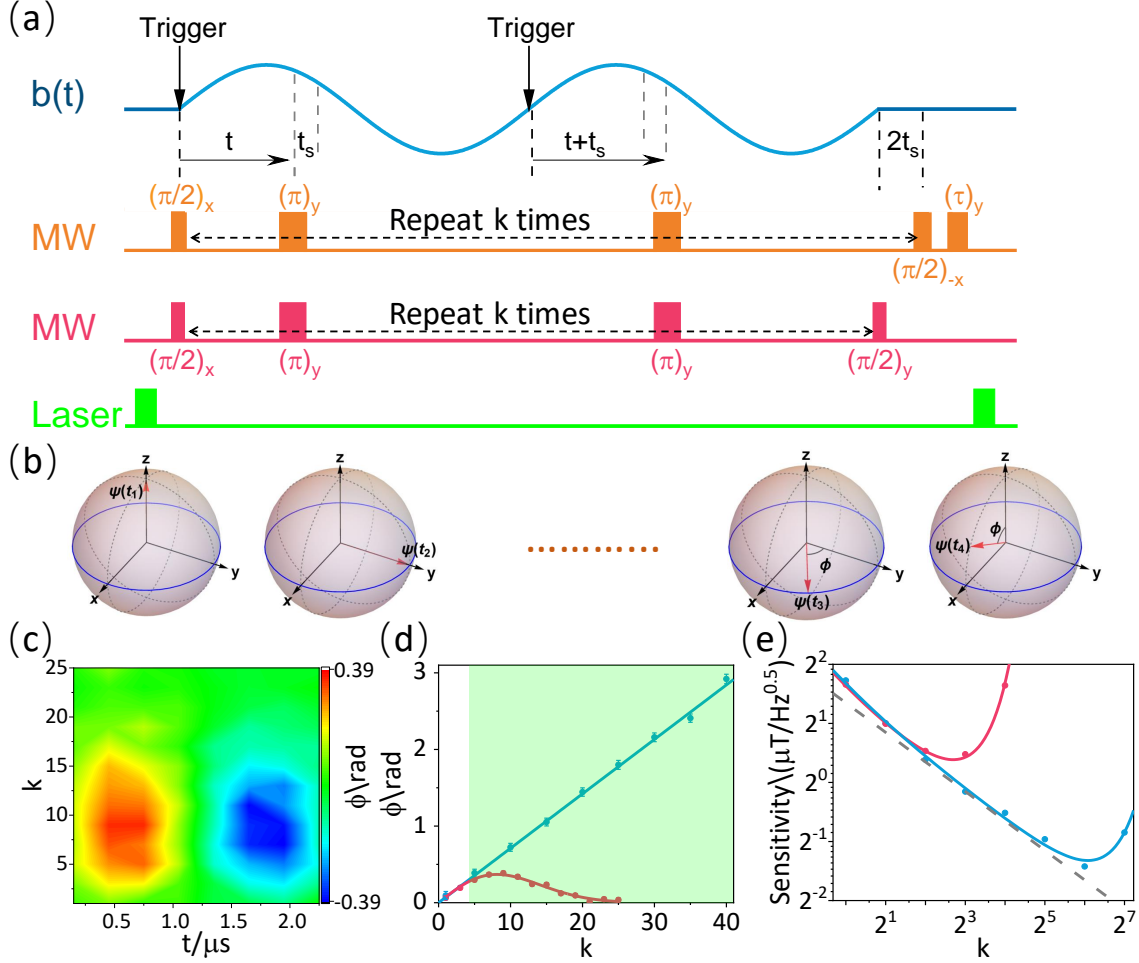 (a)
Trigger Trigger
b(t)
t t_s t+t_s 2t_s
(π/2)_x (π)_y (π)_y (τ)_y
MW Repeat k times
(π/2)_-x
MW Repeat k times
(π/2)_x (π)_y (π)_y (π/2)_y
Laser
(b)
z z z z
ψ(t₁) ψ(t₂) ϕ ψ(t₃) ϕ ψ(t₄)
x y x y x y x y
(c) (d) (e)
25
20
15
10
5
k
0.5 1.0 1.5 2.0
t/μs
0.39
-0.39
ϕ\rad
3
2
1
0
ϕ\rad
0 10 20 30 40
k
2^2
2^1
2^0
2^-1
2^-2
Sensitivity\(μT/Hz^0.5)
2^1 2^3 2^5 2^7
k